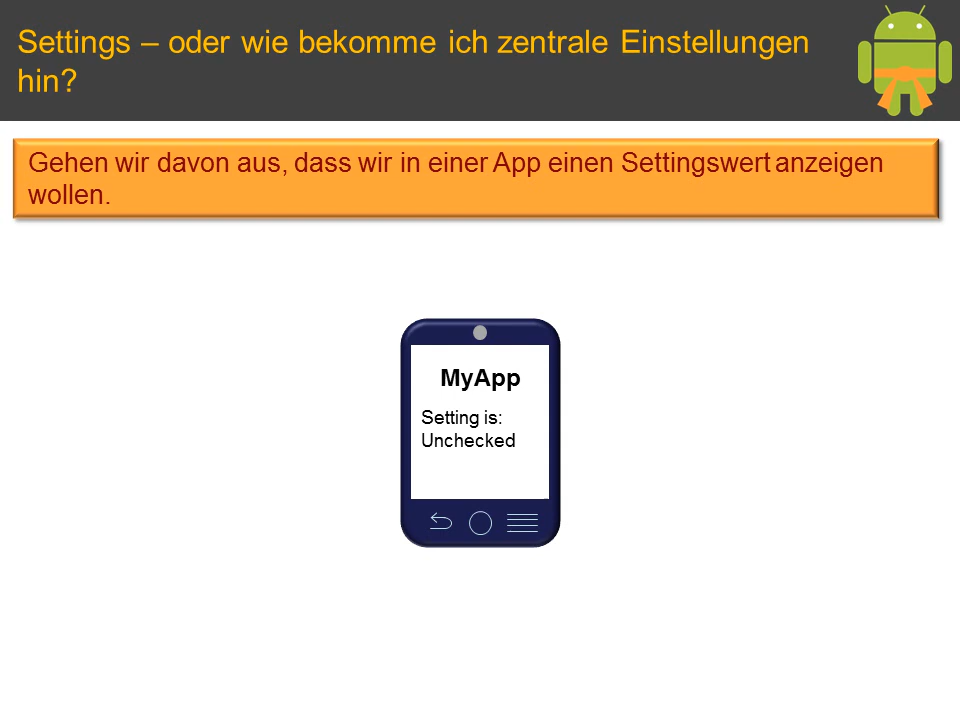 Settings – oder wie bekomme ich zentrale Einstellungen
hin?
Gehen wir davon aus, dass wir in einer App einen Settingswert anzeigen
wollen.
MyApp
Setting is:
Unchecked